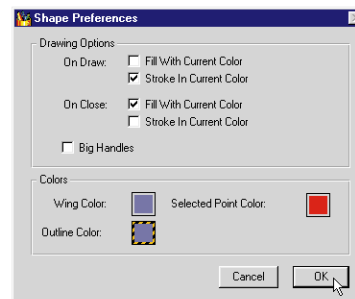 Shape Preferences
Drawing Options
On Draw: Fill With Current Color
Stroke In Current Color
On Close: Fill With Current Color
Stroke In Current Color
Big Handles
Colors
Wing Color: Selected Point Color:
Outline Color:
Cancel OK